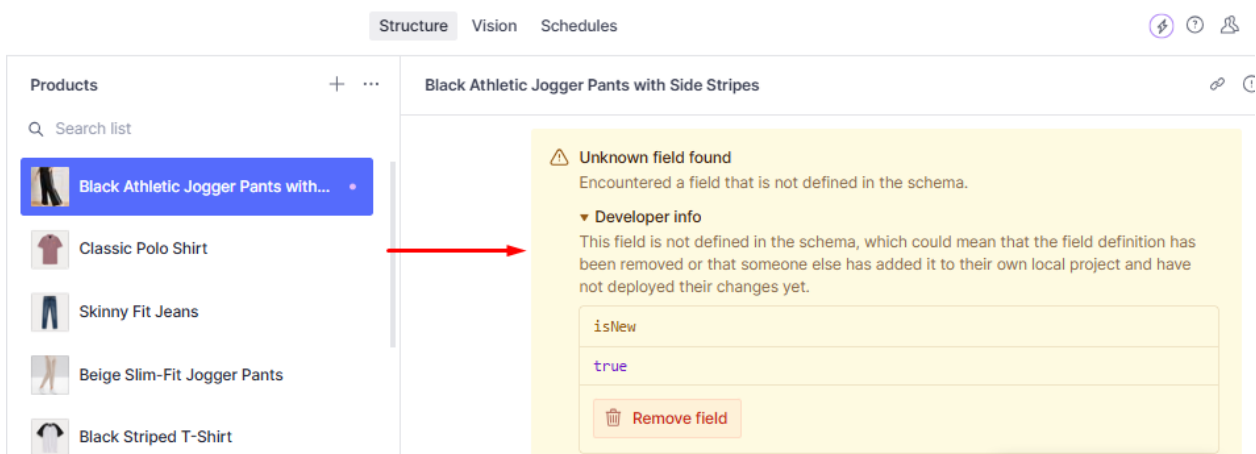 Structure Vision Schedules
Products
Search list
Black Athletic Jogger Pants with...
Classic Polo Shirt
Skinny Fit Jeans
Beige Slim-Fit Jogger Pants
Black Striped T-Shirt
Black Athletic Jogger Pants with Side Stripes
Unknown field found
Encountered a field that is not defined in the schema.
Developer info
This field is not defined in the schema, which could mean that the field definition has
been removed or that someone else has added it to their own local project and have
not deployed their changes yet.
isNew
true
Remove field